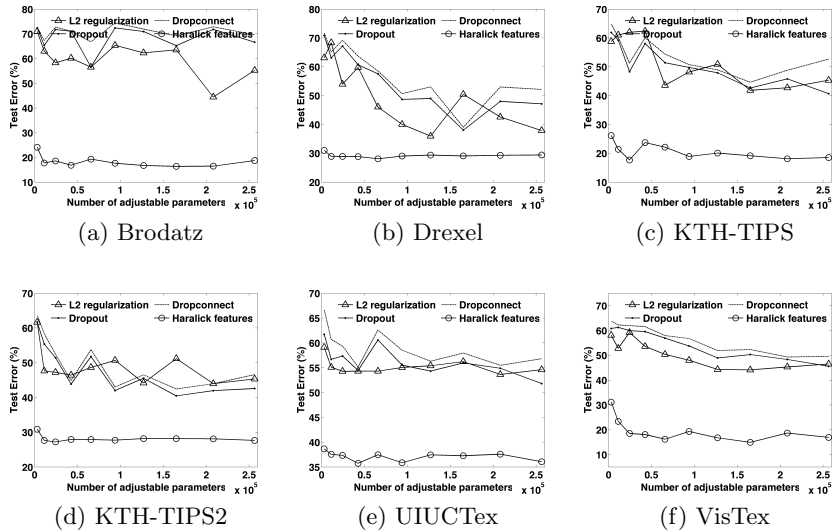 80
70
60
50
40
30
20
10
Test Error (%)
L2 regularization
Dropconnect
Dropout
Haralick features
0 0.5 1 1.5 2 2.5
Number of adjustable parameters
x 10^5
(a) Brodatz
80
70
60
50
40
30
20
Test Error (%)
L2 regularization
Dropconnect
Dropout
Haralick features
0 0.5 1 1.5 2 2.5
Number of adjustable parameters
x 10^5
(b) Drexel
70
60
50
40
30
20
10
Test Error (%)
L2 regularization
Dropconnect
Dropout
Haralick features
0 0.5 1 1.5 2 2.5
Number of adjustable parameters
x 10^5
(c) KTH-TIPS
70
60
50
40
30
20
Test Error (%)
L2 regularization
Dropconnect
Dropout
Haralick features
0 0.5 1 1.5 2 2.5
Number of adjustable parameters
x 10^5
(d) KTH-TIPS2
70
65
60
55
50
45
40
35
Test Error (%)
L2 regularization
Dropconnect
Dropout
Haralick features
0 0.5 1 1.5 2 2.5
Number of adjustable parameters
x 10^5
(e) UIUCTex
70
60
50
40
30
20
10
Test Error (%)
L2 regularization
Dropconnect
Dropout
Haralick features
0 0.5 1 1.5 2 2.5
Number of adjustable parameters
x 10^5
(f) VisTex